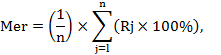 Mer = (1/n) × ∑_{j=1}^{n} (Rj × 100%),